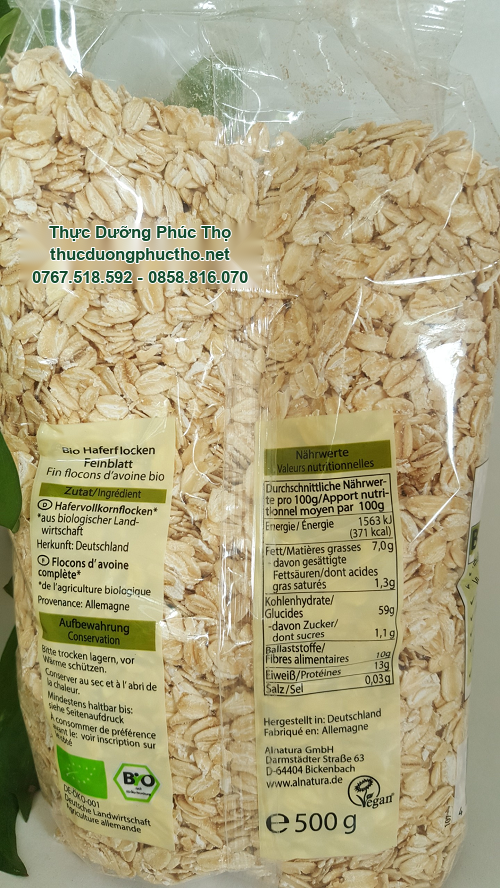 Thực Dưỡng Phúc Thọ
thucduongphuctho.net
0767.518.592 - 0858.816.070
Bio Haferflocken
Feinblatt
Fin flocons d'avoine bio
Zutat/Ingrédient
D Hafervollkornflocken*
*aus biologischer Land-
wirtschaft
Herkunft: Deutschland
F Flocons d'avoine
complète*
*de l'agriculture biologique
Provenance: Allemagne
Aufbewahrung
Conservation
Bitte trocken lagern, vor
Wärme schützen.
Conserver au sec et à l'abri de
la chaleur.
Mindestens haltbar bis:
siehe Seitenaufdruck
A consommer de préférence
avant le: voir inscription sur
le côté
BIO
DE-ÖKO-001
Deutsche Landwirtschaft
Agriculture allemande
Nährwerte
Valeurs nutritionnelles
Durchschnittliche Nährwer-
te pro 100g/Apport nutri-
tionnel moyen par 100g
Energie/ Énergie 1563 kJ
(371 kcal)
Fett/Matières grasses 7,0g
- davon gesättigte
Fettsäuren/dont acides
gras saturés 1,3g
Kohlenhydrate/
Glucides 59g
-davon Zucker/
dont sucres 1,1g
Ballaststoffe/
Fibres alimentaires 10g
Eiweiß/Protéines 13g
Salz/Sel 0,03g
Hergestellt in: Deutschland
Fabriqué en: Allemagne
Alnatura GmbH
Darmstädter Straße 63
D-64404 Bickenbach
www.alnatura.de
Vegan
e 500 g